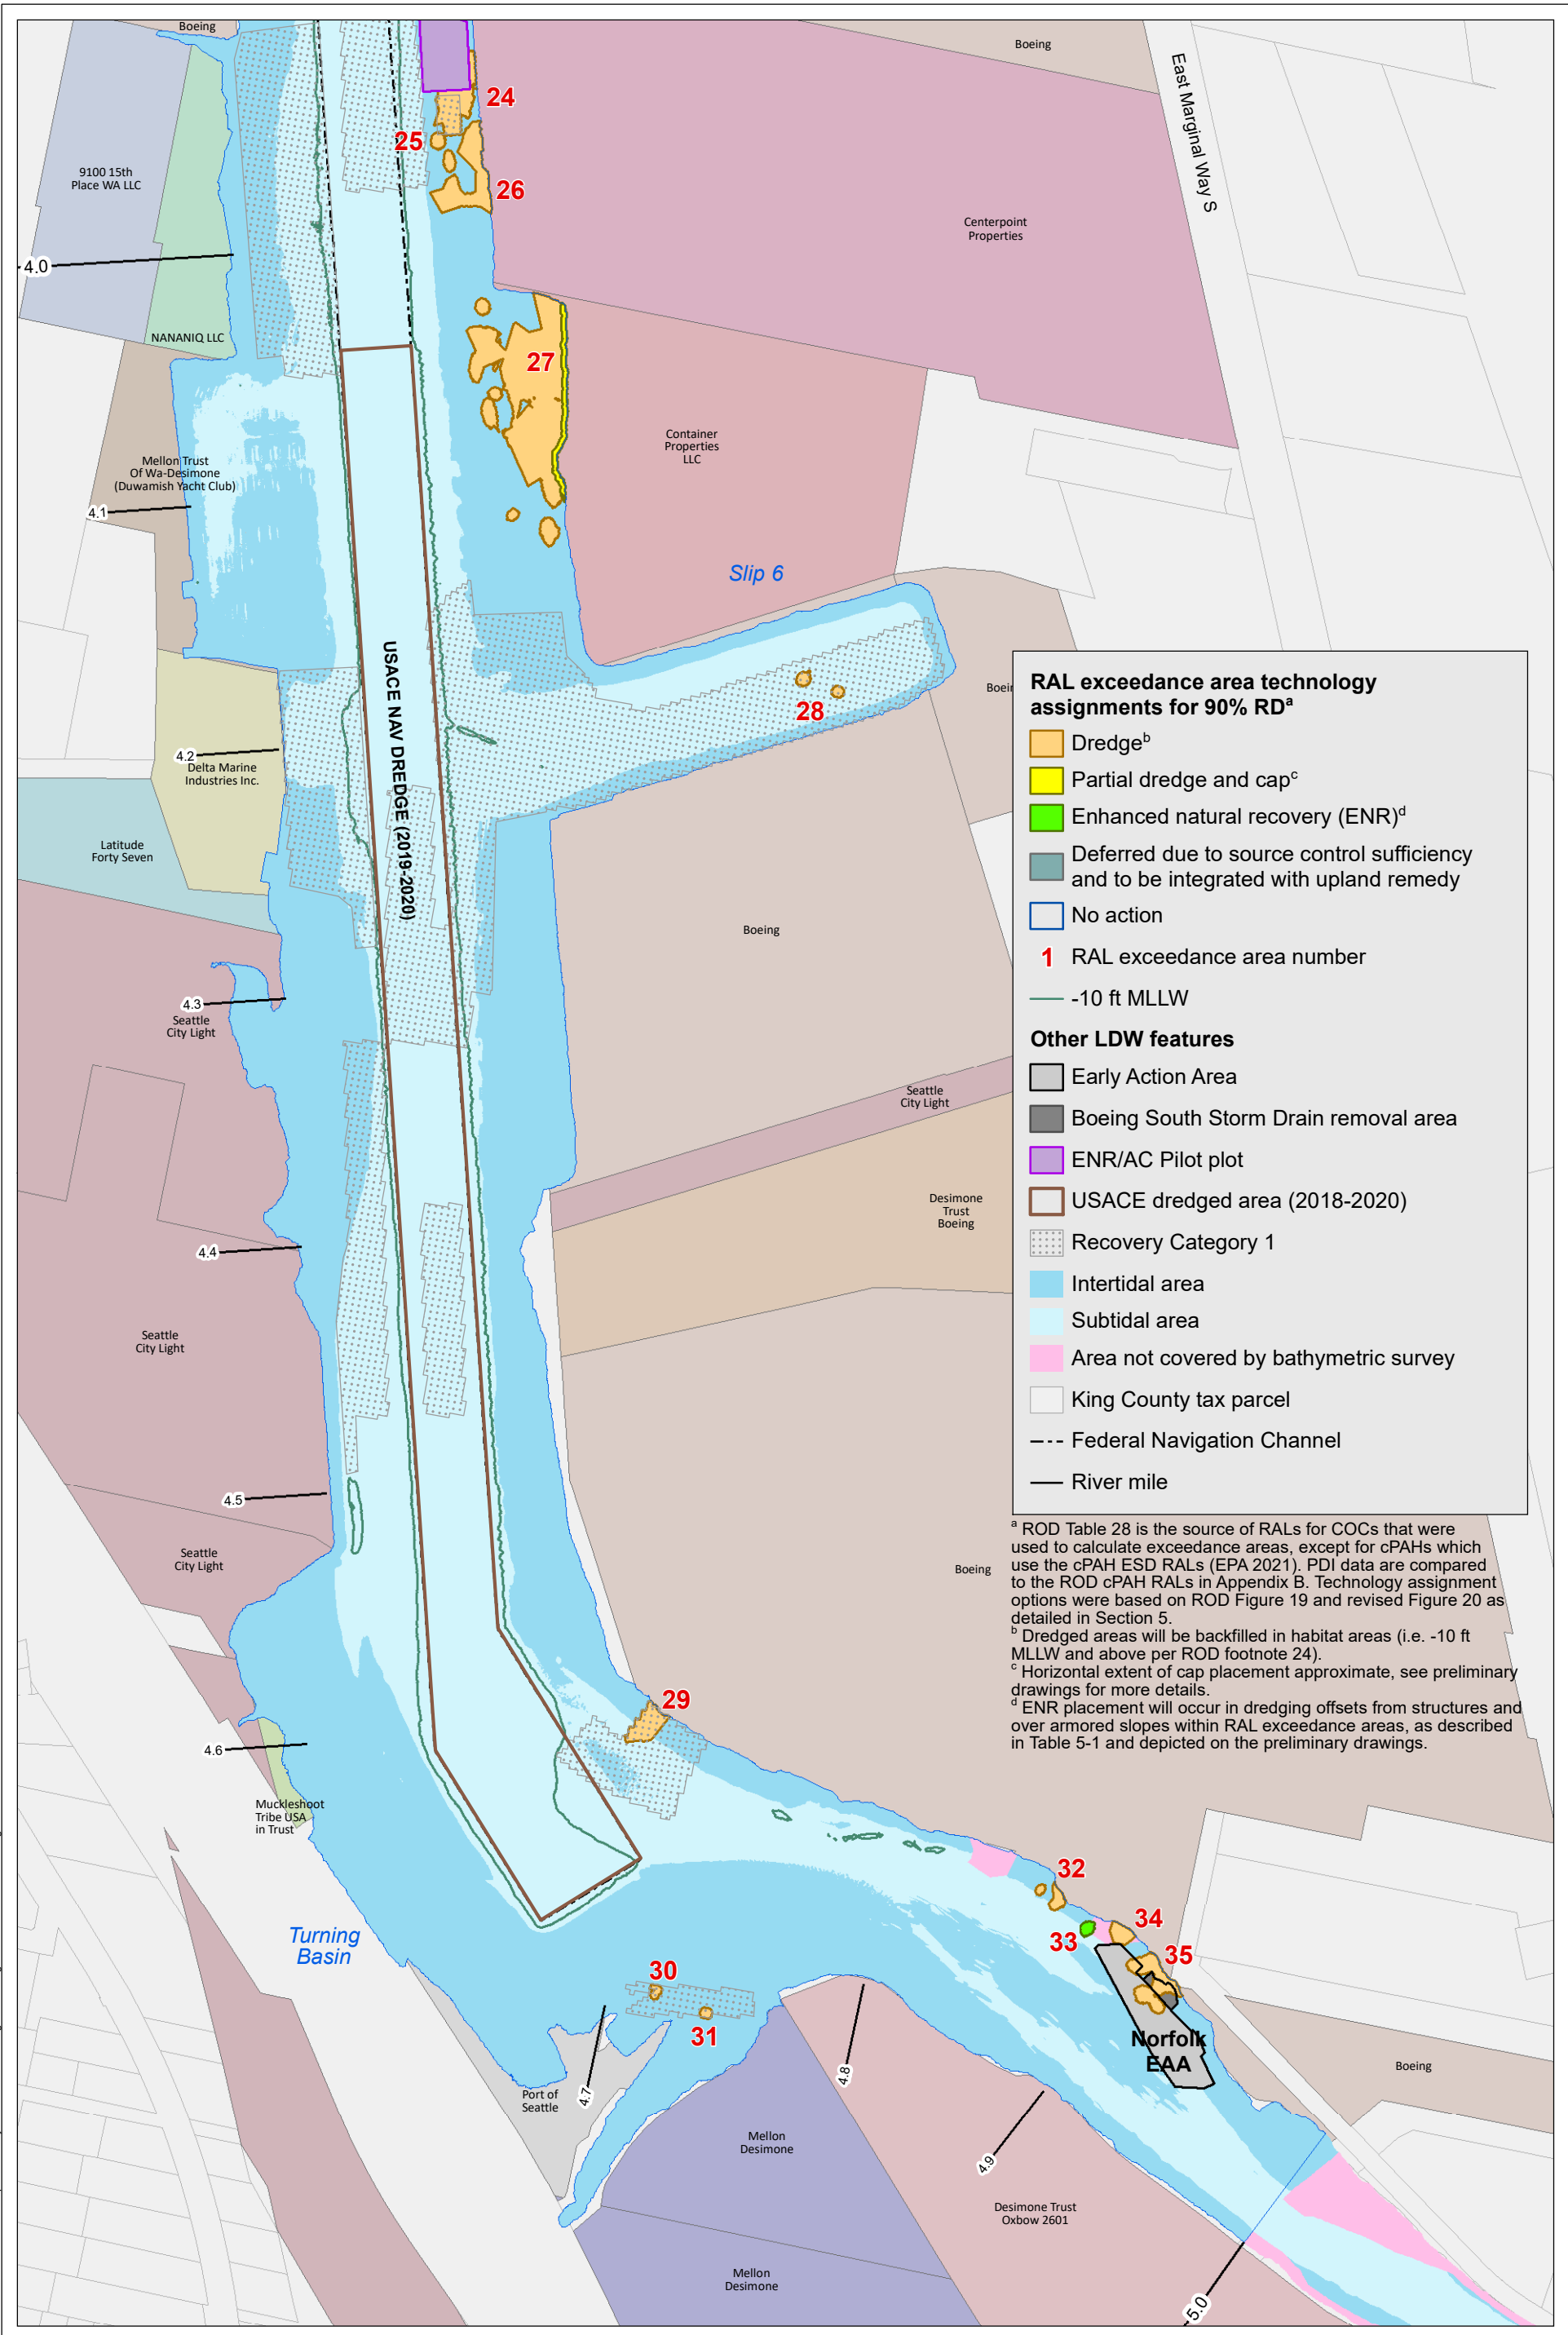 Boeing
Boeing
East Marginal Way S
24
25
9100 15th
Place WA LLC
26
Centerpoint
Properties
4.0
NANANIQ LLC
27
Container
Properties
LLC
Mellon Trust
Of Wa-Desimone
(Duwamish Yacht Club)
4.1
Slip 6
USACE NAV DREDGE (2019-2020)
Boein
28
4.2
Delta Marine
Industries Inc.
Latitude
Forty Seven
Boeing
4.3
Seattle
City Light
Seattle
City Light
Desimone
Trust
Boeing
4.4
Seattle
City Light
4.5
Seattle
City Light
Boeing
29
4.6
Muckleshoot
Tribe USA
in Trust
32
34
33
35
Turning
Basin
30
31
Norfolk
EAA
4.7
4.8
Port of
Seattle
Boeing
Mellon
Desimone
4.9
Desimone Trust
Oxbow 2601
Mellon
Desimone
5.0
RAL exceedance area technology
assignments for 90% RDᵃ
Dredgeᵇ
Partial dredge and capᶜ
Enhanced natural recovery (ENR)ᵈ
Deferred due to source control sufficiency
and to be integrated with upland remedy
No action
1 RAL exceedance area number
-10 ft MLLW
Other LDW features
Early Action Area
Boeing South Storm Drain removal area
ENR/AC Pilot plot
USACE dredged area (2018-2020)
Recovery Category 1
Intertidal area
Subtidal area
Area not covered by bathymetric survey
King County tax parcel
Federal Navigation Channel
River mile
ᵃ ROD Table 28 is the source of RALs for COCs that were
used to calculate exceedance areas, except for cPAHs which
use the cPAH ESD RALs (EPA 2021). PDI data are compared
to the ROD cPAH RALs in Appendix B. Technology assignment
options were based on ROD Figure 19 and revised Figure 20 as
detailed in Section 5.
ᵇ Dredged areas will be backfilled in habitat areas (i.e. -10 ft
MLLW and above per ROD footnote 24).
ᶜ Horizontal extent of cap placement approximate, see preliminary
drawings for more details.
ᵈ ENR placement will occur in dredging offsets from structures and
over armored slopes within RAL exceedance areas, as described
in Table 5-1 and depicted on the preliminary drawings.